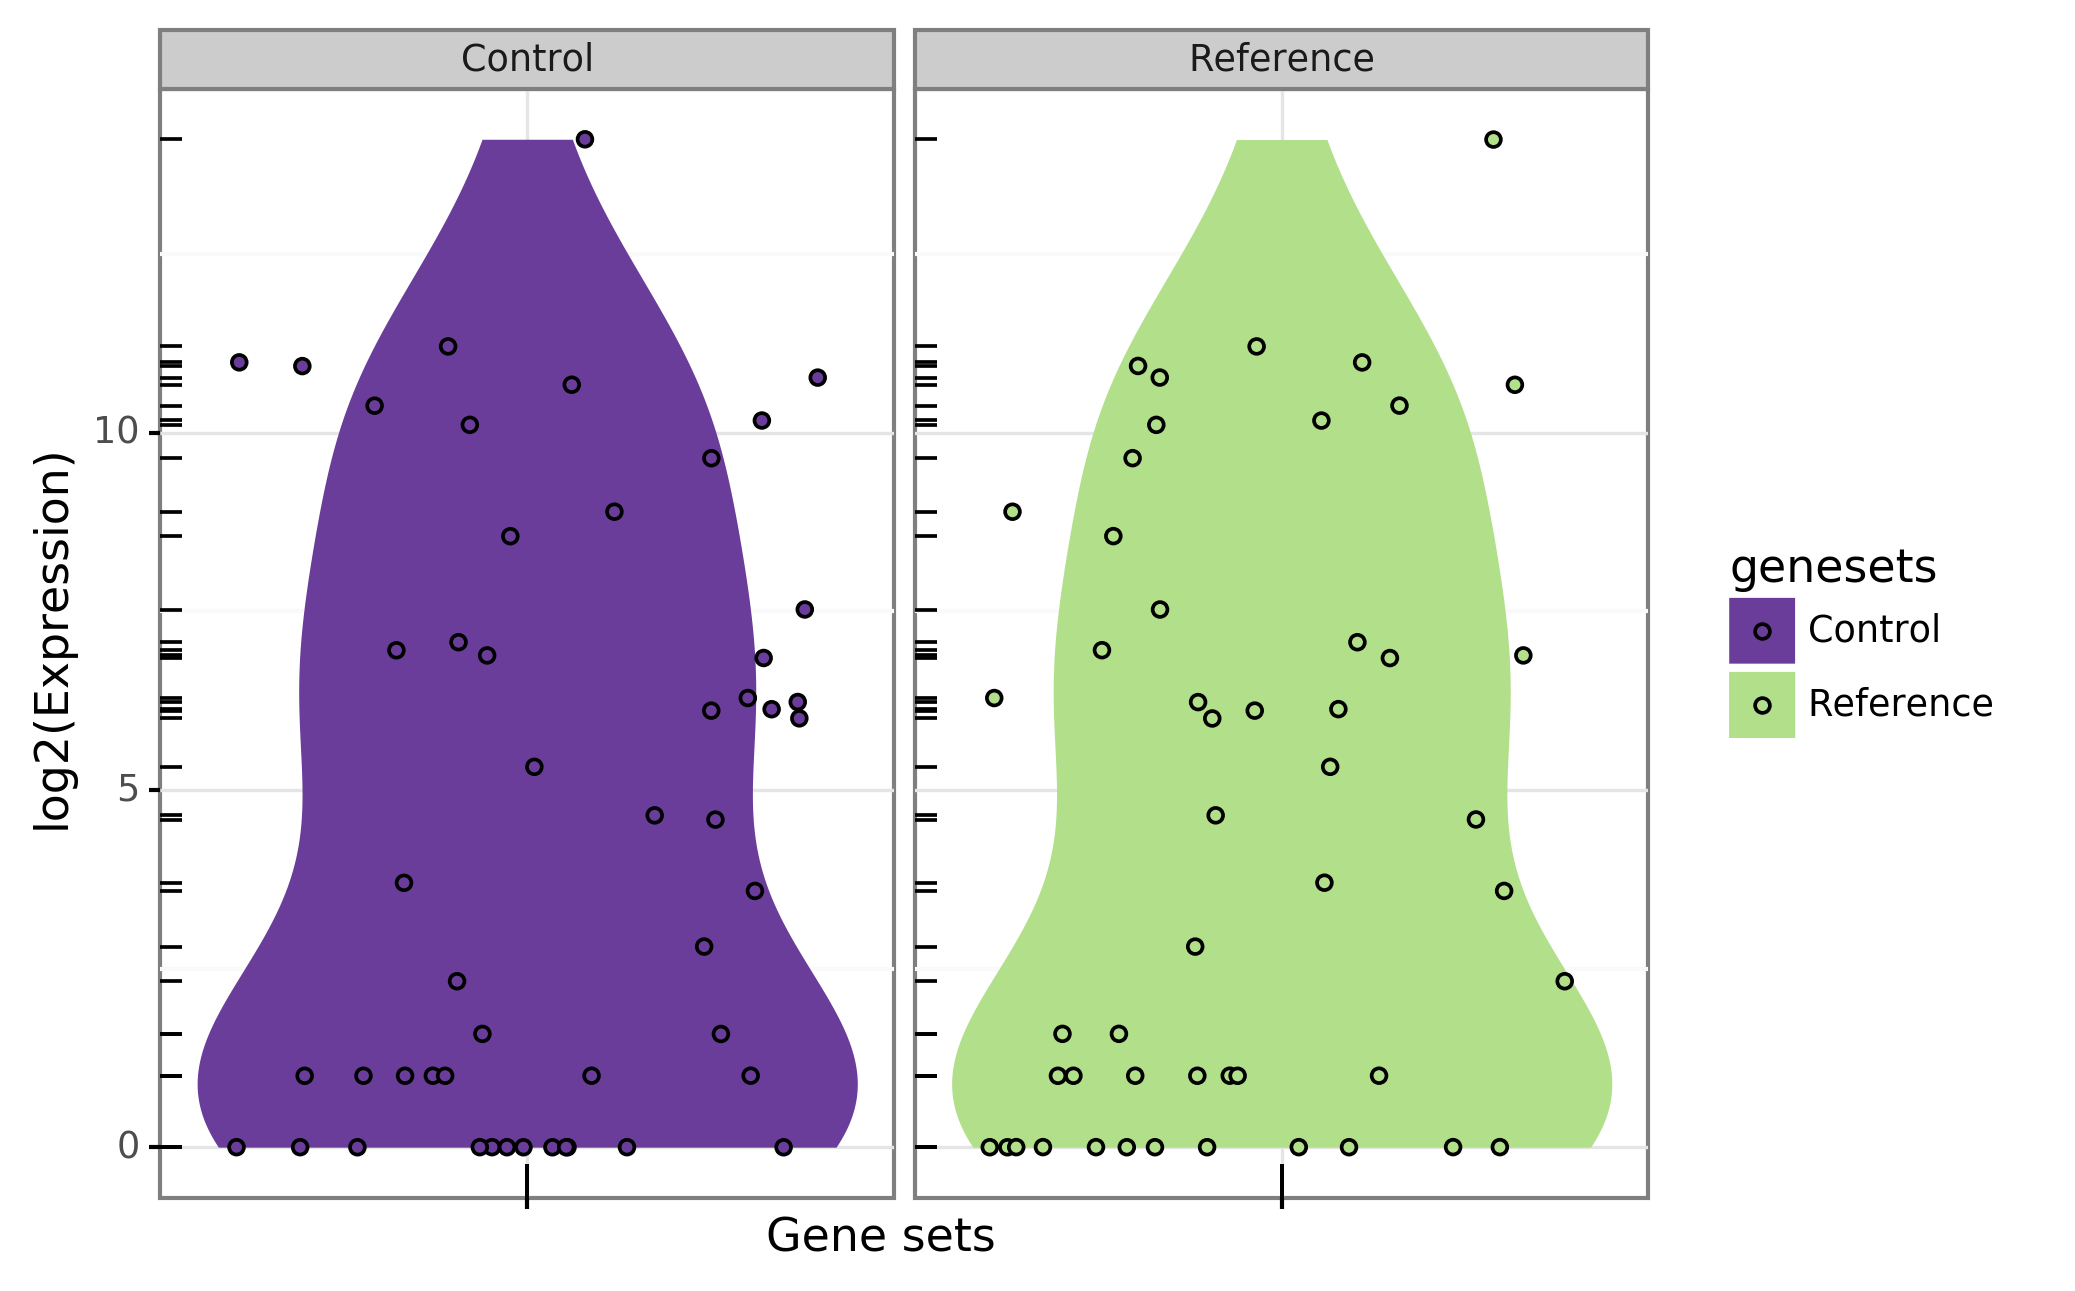 Control
Reference
log2(Expression)
10
5
0
Gene sets
genesets
Control
Reference